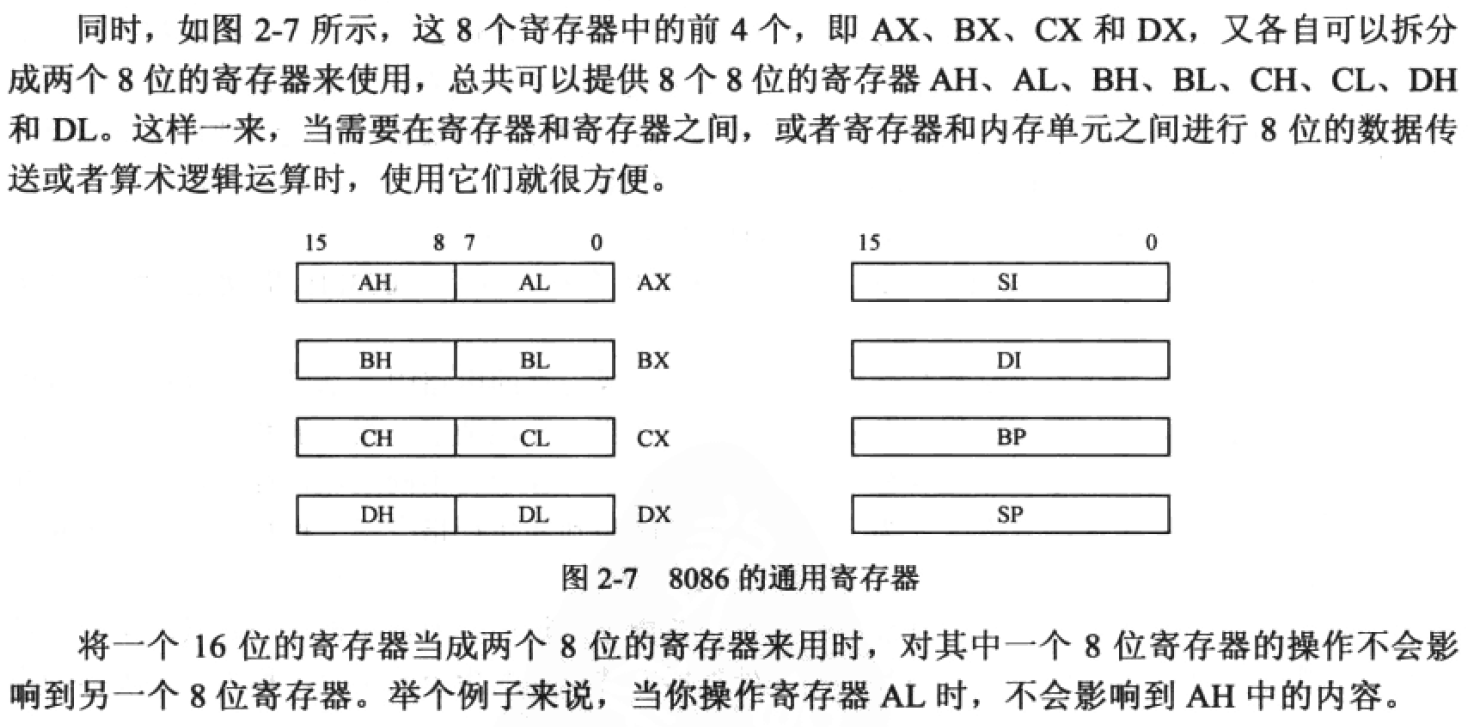 同时，如图 2-7 所示，这 8 个寄存器中的前 4 个，即 AX、BX、CX 和 DX，又各自可以拆分
成两个 8 位的寄存器来使用，总共可以提供 8 个 8 位的寄存器 AH、AL、BH、BL、CH、CL、DH
和 DL。这样一来，当需要在寄存器和寄存器之间，或者寄存器和内存单元之间进行 8 位的数据传
送或者算术逻辑运算时，使用它们就很方便。
15 8 7 0 15 0
AH AL AX SI
BH BL BX DI
CH CL CX BP
DH DL DX SP
图 2-7 8086 的通用寄存器
将一个 16 位的寄存器当成两个 8 位的寄存器来用时，对其中一个 8 位寄存器的操作不会影
响到另一个 8 位寄存器。举个例子来说，当你操作寄存器 AL 时，不会影响到 AH 中的内容。